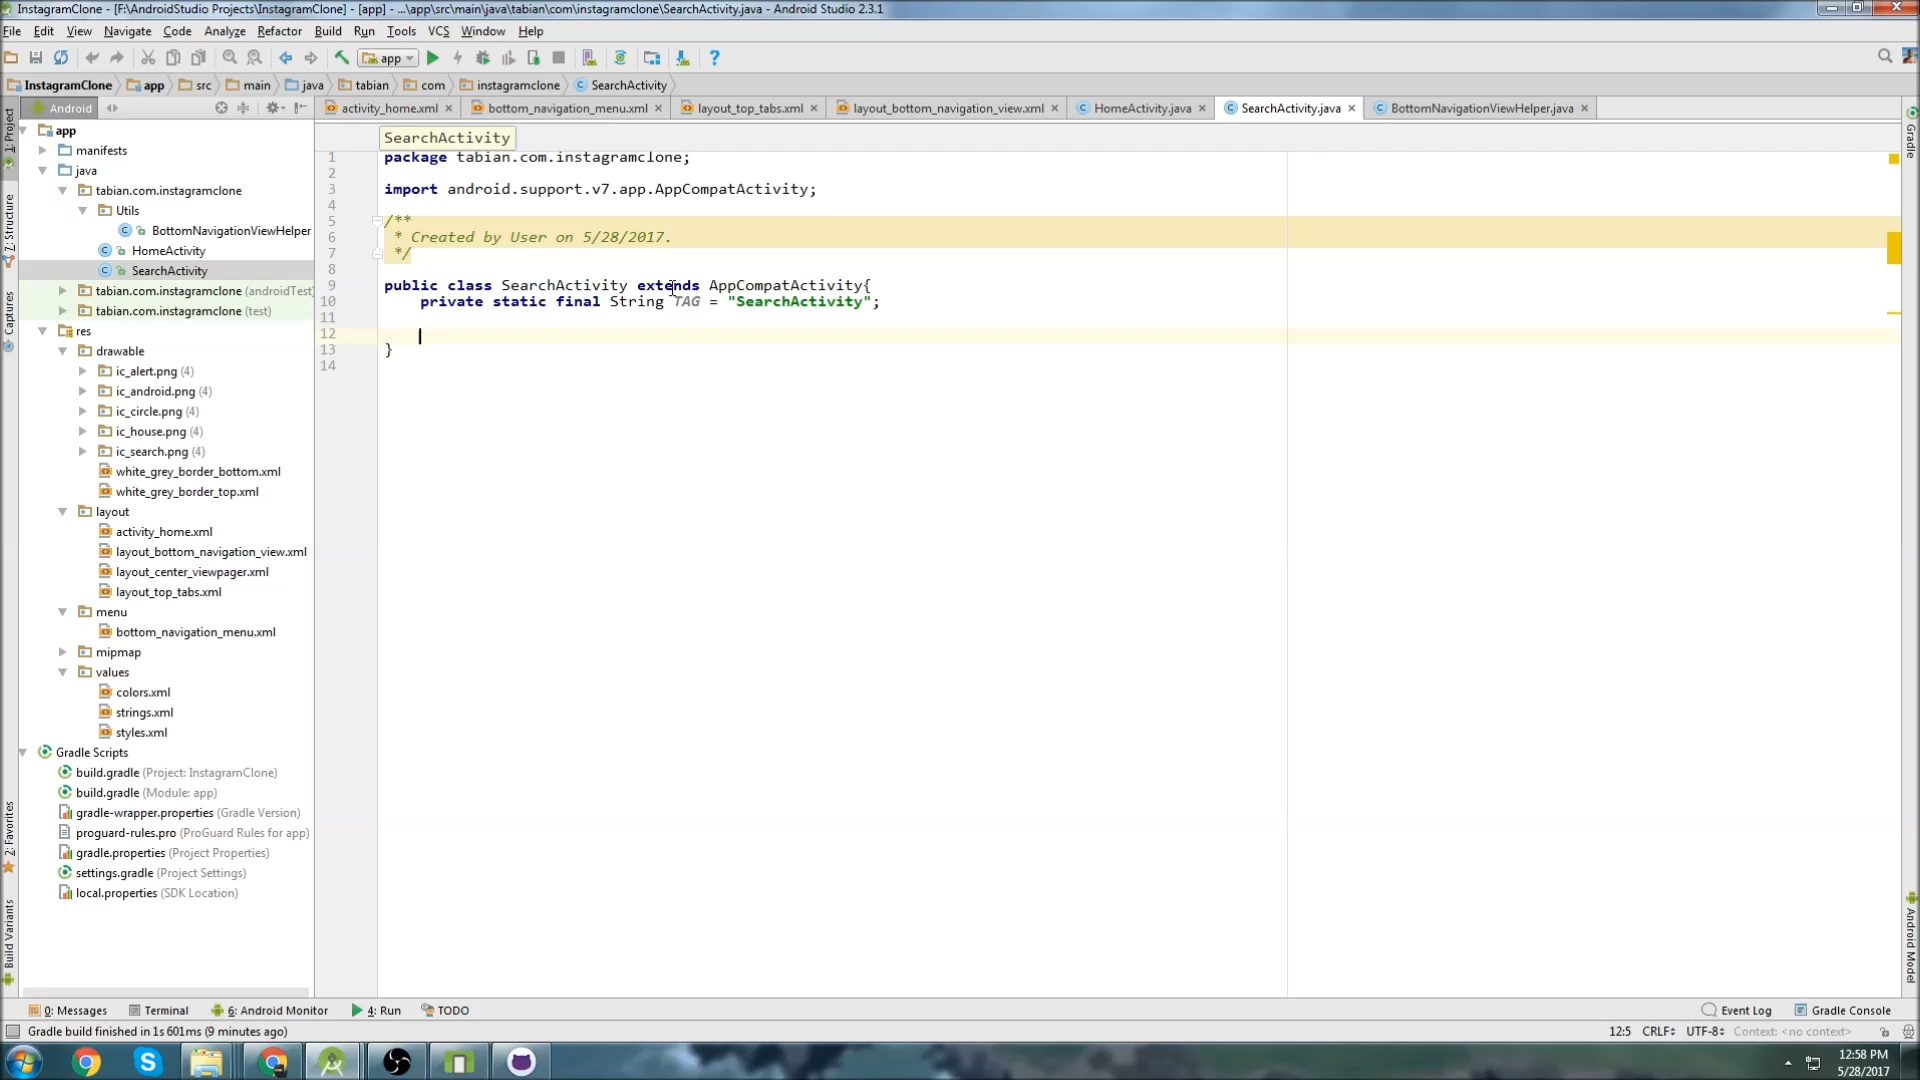 InstagramClone - [F:\AndroidStudio Projects\InstagramClone] - [app] - ...\app\src\main\java\tabian\com\instagramclone\SearchActivity.java - Android Studio 2.3.1
File Edit View Navigate Code Analyze Refactor Build Run Tools VCS Window Help
app
InstagramClone app src main java tabian com instagramclone SearchActivity
Android
activity_home.xml bottom_navigation_menu.xml layout_top_tabs.xml layout_bottom_navigation_view.xml HomeActivity.java SearchActivity.java BottomNavigationViewHelper.java
1: Project
7: Structure
Captures
2: Favorites
Build Variants
app
manifests
java
tabian.com.instagramclone
Utils
BottomNavigationViewHelper
HomeActivity
SearchActivity
tabian.com.instagramclone (androidTest)
tabian.com.instagramclone (test)
res
drawable
ic_alert.png (4)
ic_android.png (4)
ic_circle.png (4)
ic_house.png (4)
ic_search.png (4)
white_grey_border_bottom.xml
white_grey_border_top.xml
layout
activity_home.xml
layout_bottom_navigation_view.xml
layout_center_viewpager.xml
layout_top_tabs.xml
menu
bottom_navigation_menu.xml
mipmap
values
colors.xml
strings.xml
styles.xml
Gradle Scripts
build.gradle (Project: InstagramClone)
build.gradle (Module: app)
gradle-wrapper.properties (Gradle Version)
proguard-rules.pro (ProGuard Rules for app)
gradle.properties (Project Properties)
settings.gradle (Project Settings)
local.properties (SDK Location)
SearchActivity
1 package tabian.com.instagramclone;
2
3 import android.support.v7.app.AppCompatActivity;
4
5 /**
6 * Created by User on 5/28/2017.
7 */
8
9 public class SearchActivity extends AppCompatActivity{
10 private static final String TAG = "SearchActivity";
11
12
13 }
14
Gradle
Android Model
0: Messages Terminal 6: Android Monitor 4: Run TODO Event Log Gradle Console
Gradle build finished in 1s 601ms (9 minutes ago) 12:5 CRLF÷ UTF-8÷ Context: <no context>
12:58 PM
5/28/2017